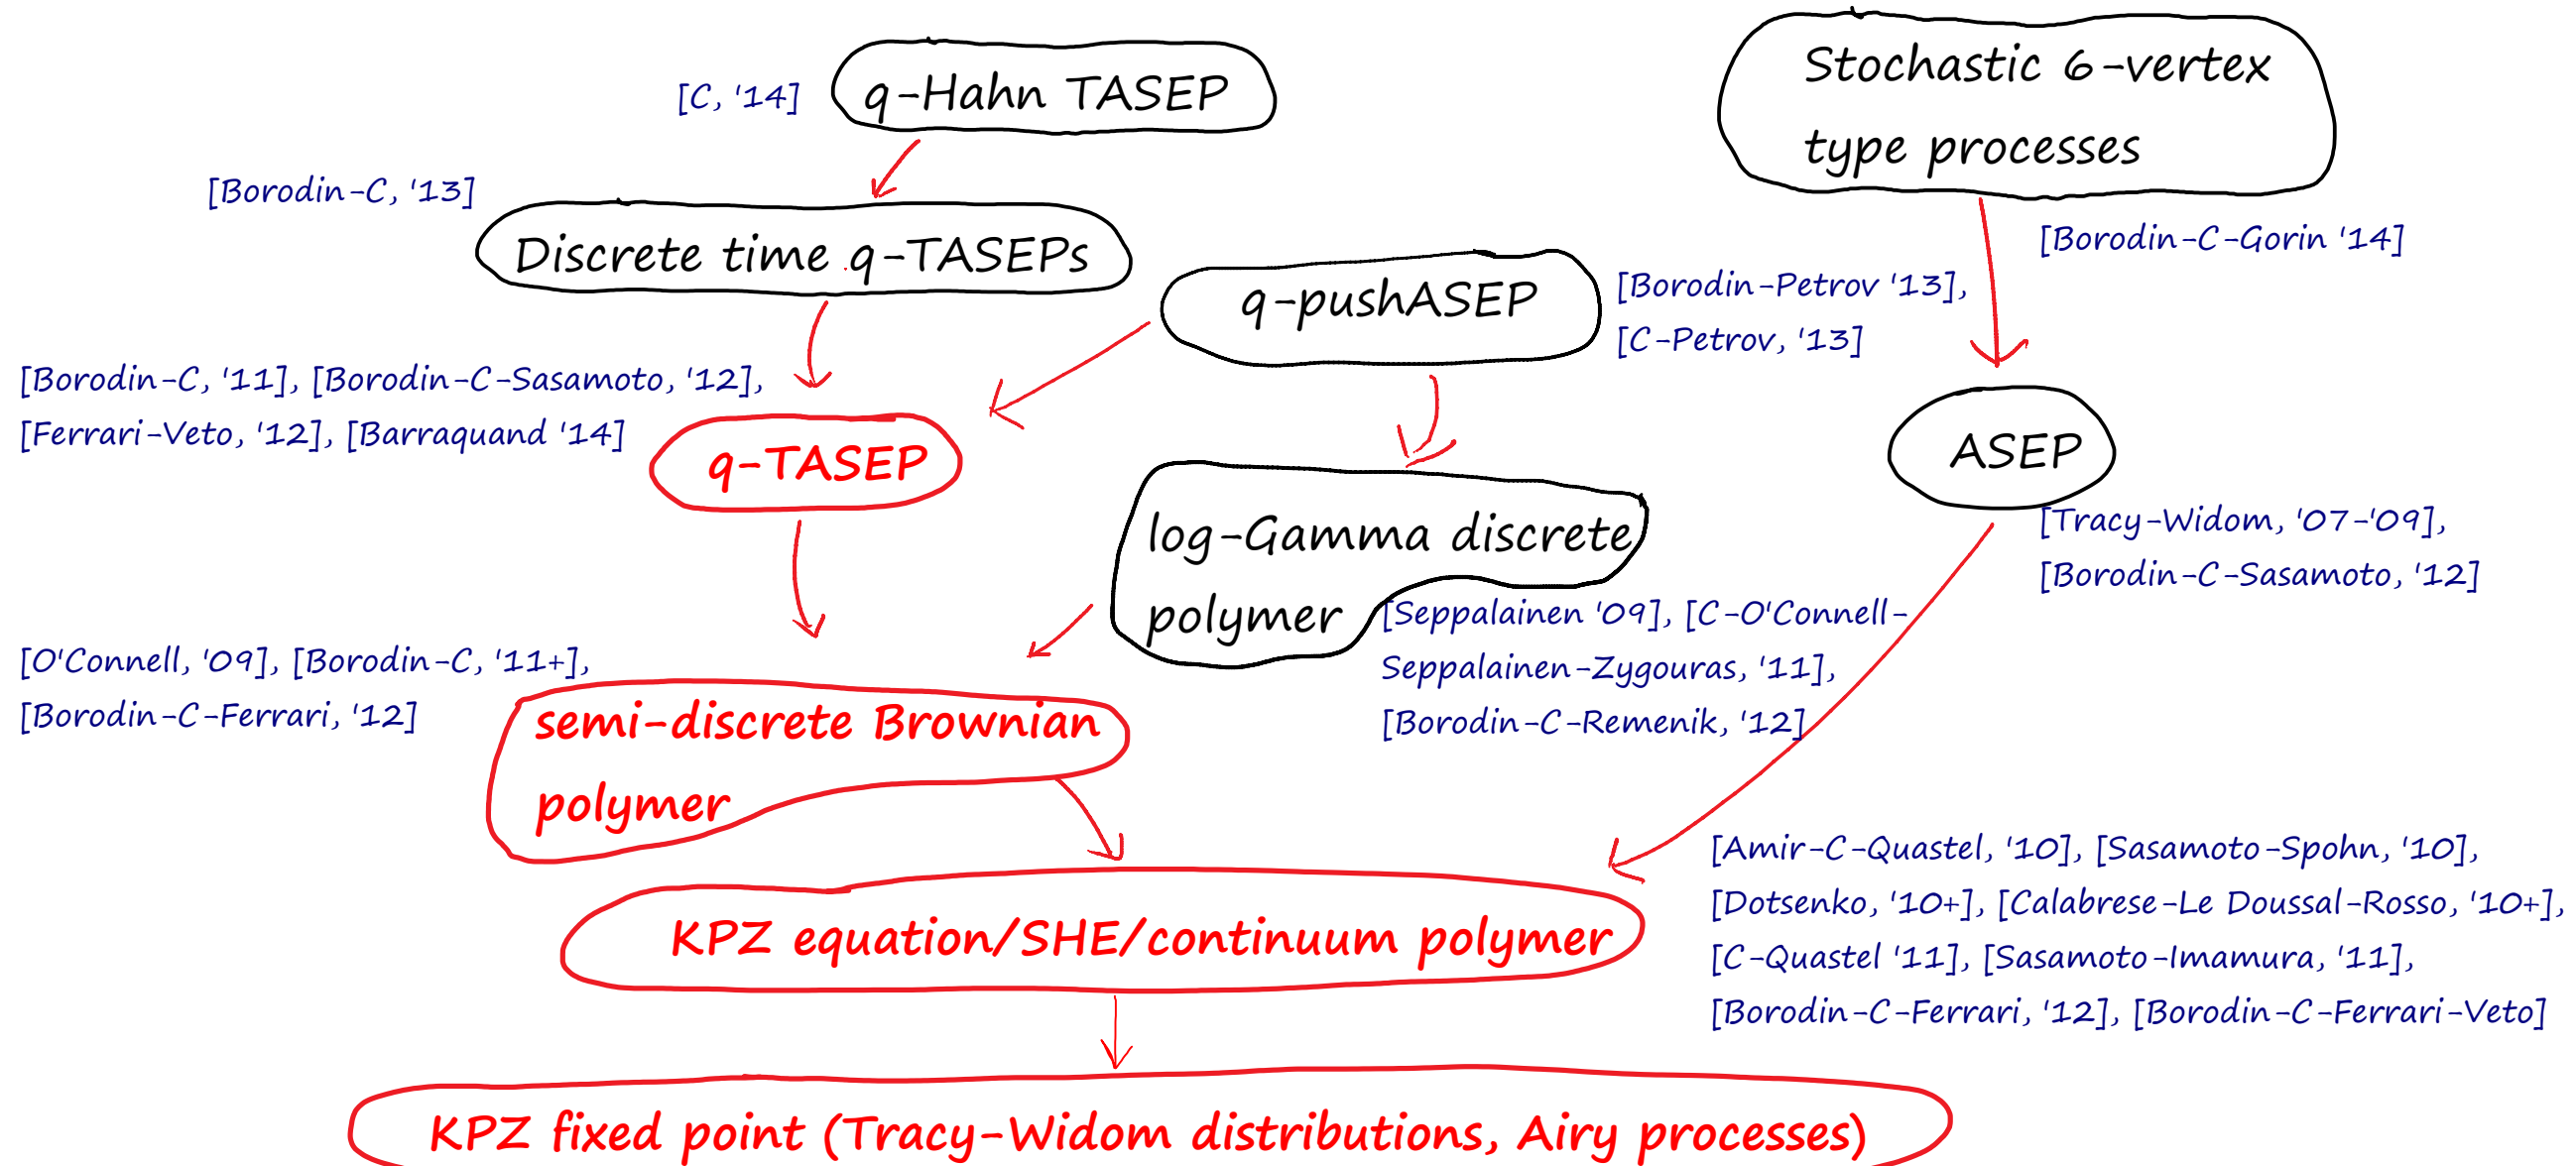 [C, '14]
q-Hahn TASEP
Stochastic 6-vertex
type processes
[Borodin-C, '13]
Discrete time q-TASEPs
[Borodin-C-Gorin '14]
q-pushASEP
[Borodin-Petrov '13],
[C-Petrov, '13]
[Borodin-C, '11], [Borodin-C-Sasamoto, '12],
[Ferrari-Veto, '12], [Barraquand '14]
q-TASEP
ASEP
log-Gamma discrete
polymer
[Tracy-Widom, '07-'09],
[Borodin-C-Sasamoto, '12]
[Seppalainen '09], [C-O'Connell-
Seppalainen-Zygouras, '11],
[Borodin-C-Remenik, '12]
[O'Connell, '09], [Borodin-C, '11+],
[Borodin-C-Ferrari, '12]
semi-discrete Brownian
polymer
[Amir-C-Quastel, '10], [Sasamoto-Spohn, '10],
[Dotsenko, '10+], [Calabrese-Le Doussal-Rosso, '10+],
[C-Quastel '11], [Sasamoto-Imamura, '11],
[Borodin-C-Ferrari, '12], [Borodin-C-Ferrari-Veto]
KPZ equation/SHE/continuum polymer
KPZ fixed point (Tracy-Widom distributions, Airy processes)